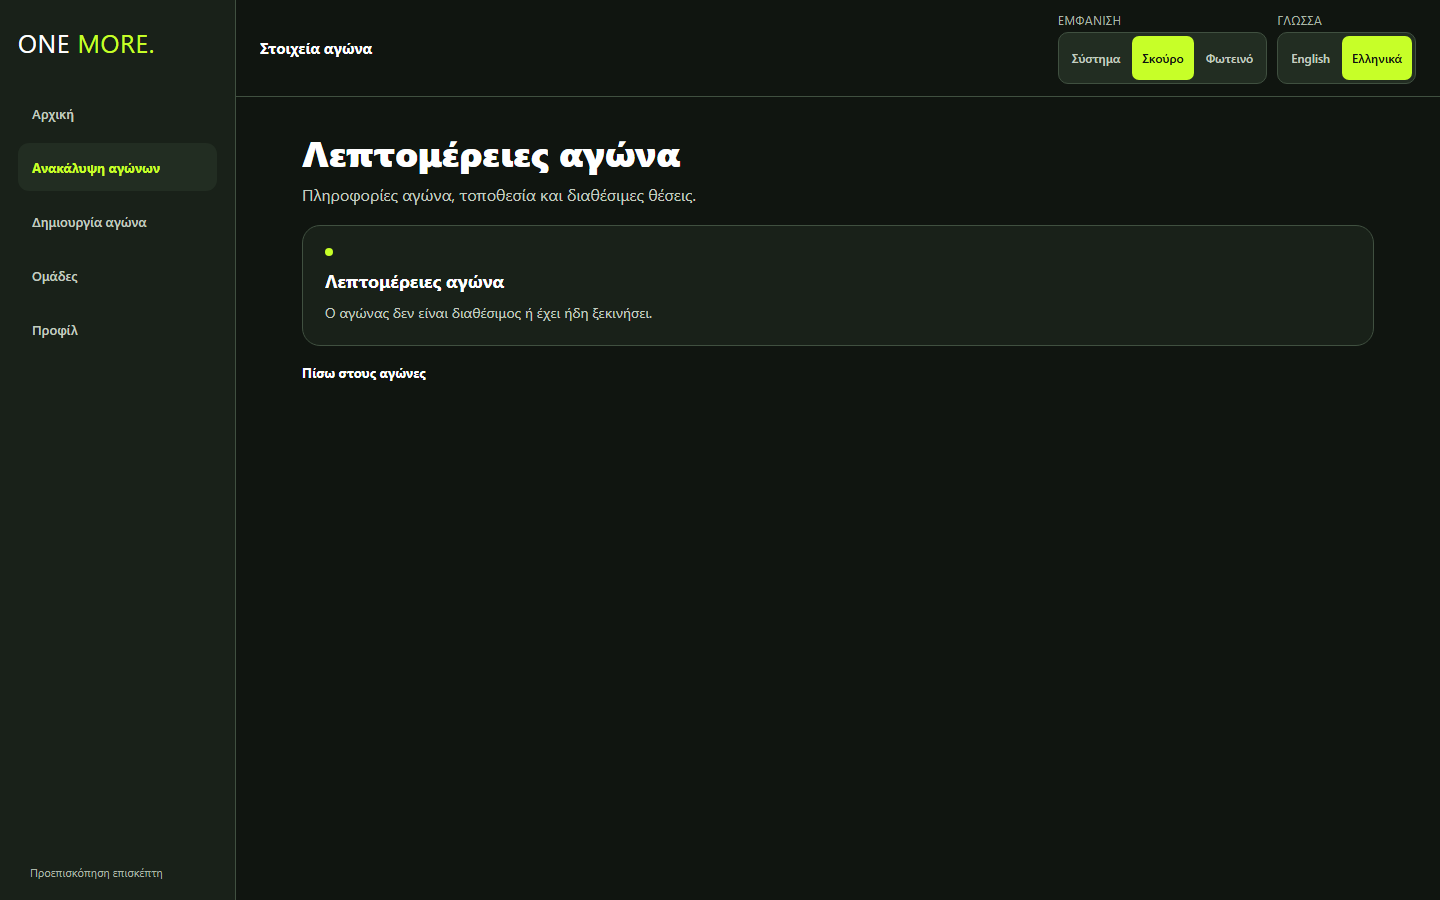 ONE MORE.
Αρχική
Ανακάλυψη αγώνων
Δημιουργία αγώνα
Ομάδες
Προφίλ
Προεπισκόπηση επισκέπτη
Στοιχεία αγώνα
ΕΜΦΑΝΙΣΗ
Σύστημα Σκούρο Φωτεινό
ΓΛΩΣΣΑ
English Ελληνικά
Λεπτομέρειες αγώνα
Πληροφορίες αγώνα, τοποθεσία και διαθέσιμες θέσεις.
Λεπτομέρειες αγώνα
Ο αγώνας δεν είναι διαθέσιμος ή έχει ήδη ξεκινήσει.
Πίσω στους αγώνες